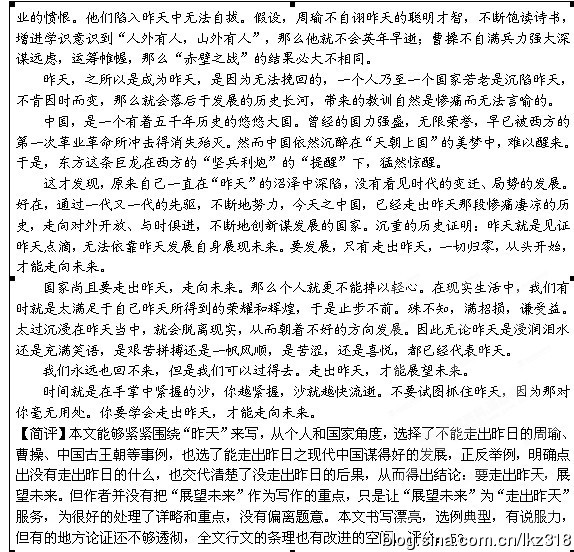 业的愤恨。他们陷入昨天中无法自拔。假设，周瑜不自诩昨天的聪明才智，不断饱读诗书，
增进学识意识到“人外有人，山外有人”，那么他就不会英年早逝；曹操不自满兵力强大深
谋远虑，运筹帷幄，那么“赤壁之战”的结果必大不相同。
昨天，之所以是成为昨天，是因为无法挽回的，一个人乃至一个国家若老是沉陷昨天，
不肯因时而变，那么就会落后于发展的历史长河，带来的教训自然是惨痛而无法言喻的。
中国，是一个有着五千年历史的悠悠大国。曾经的国力强盛，无限荣誉，早已被西方的
第一次革业革命所冲击得消失殆灭。然而中国依然沉醉在“天朝上国”的美梦中，难以醒来。
于是，东方这条巨龙在西方的“坚兵利炮”的“提醒”下，猛然惊醒。
这才发现，原来自己一直在“昨天”的沼泽中深陷，没有看见时代的变迁、局势的发展。
好在，通过一代又一代的先驱，不断地努力，今天之中国，已经走出昨天那段惨痛凄凉的历
史，走向对外开放、与时俱进，不断地创新谋发展的国家。沉重的历史证明：昨天就是见证
昨天点滴，无法依靠昨天发展自身展现未来。要发展，只有走出昨天，一切归零，从头开始，
才能走向未来。
国家尚且要走出昨天，走向未来。那么个人就更不能掉以轻心。在现实生活中，我们有
时就是太满足于自己昨天所得到的荣耀和辉煌，于是止步不前。殊不知，满招损，谦受益。
太过沉浸在昨天当中，就会脱离现实，从而朝着不好的方向发展。因此无论昨天是浸润泪水
还是充满笑语，是艰苦拼搏还是一帆风顺，是苦涩，还是喜悦，都已经代表昨天。
我们永远也回不来，但是我们可以过得去。走出昨天，才能展望未来。
时间就是在手掌中紧握的沙，你越紧握，沙就越快流逝。不要试图抓住昨天，因为那对
你毫无用处。你要学会走出昨天，才能走向未来。
【简评】本文能够紧紧围绕“昨天”来写，从个人和国家角度，选择了不能走出昨日的周瑜、
曹操、中国古王朝等事例，也选了能走出昨日之现代中国谋得好的发展，正反举例，明确点
出没有走出昨日的什么，也交代清楚了没走出昨日的后果，从而得出结论：要走出昨天，展
望未来。但作者并没有把“展望未来”作为写作的重点，只是让“展望未来”为“走出昨天”
服务，为很好的处理了详略和重点，没有偏离题意。本文书写漂亮，选例典型，有说服力，
但有的地方论证还不够透彻，全文行文的条理也有改进的空间。评分：
blog.sina.com.cn/lkz318